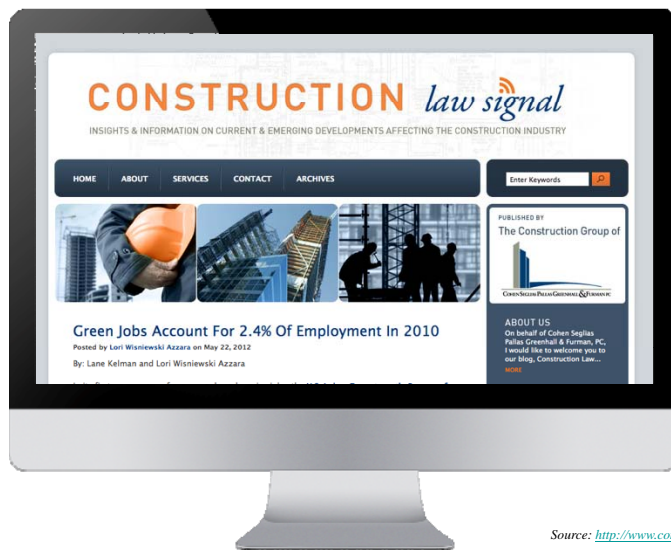 CONSTRUCTION law signal
INSIGHTS & INFORMATION ON CURRENT & EMERGING DEVELOPMENTS AFFECTING THE CONSTRUCTION INDUSTRY
HOME ABOUT SERVICES CONTACT ARCHIVES
Enter Keywords
PUBLISHED BY
The Construction Group of
COHEN SEGLIAS PALLAS GREENHALL & FURMAN PC
Green Jobs Account For 2.4% Of Employment In 2010
Posted by Lori Wisniewski Azzara on May 22, 2012
By: Lane Kelman and Lori Wisniewski Azzara
ABOUT US
On behalf of Cohen Seglias
Pallas Greenhall & Furman, PC,
I would like to welcome you to
our blog, Construction Law...
MORE
Source: http://www.co